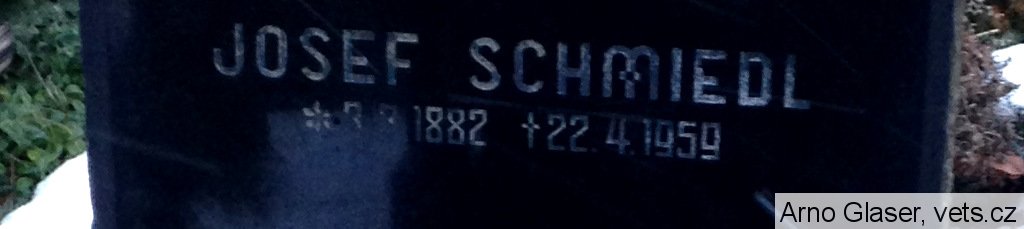 JOSEF SCHMIEDL
1882 †22.4.1959
Arno Glaser, vets.cz